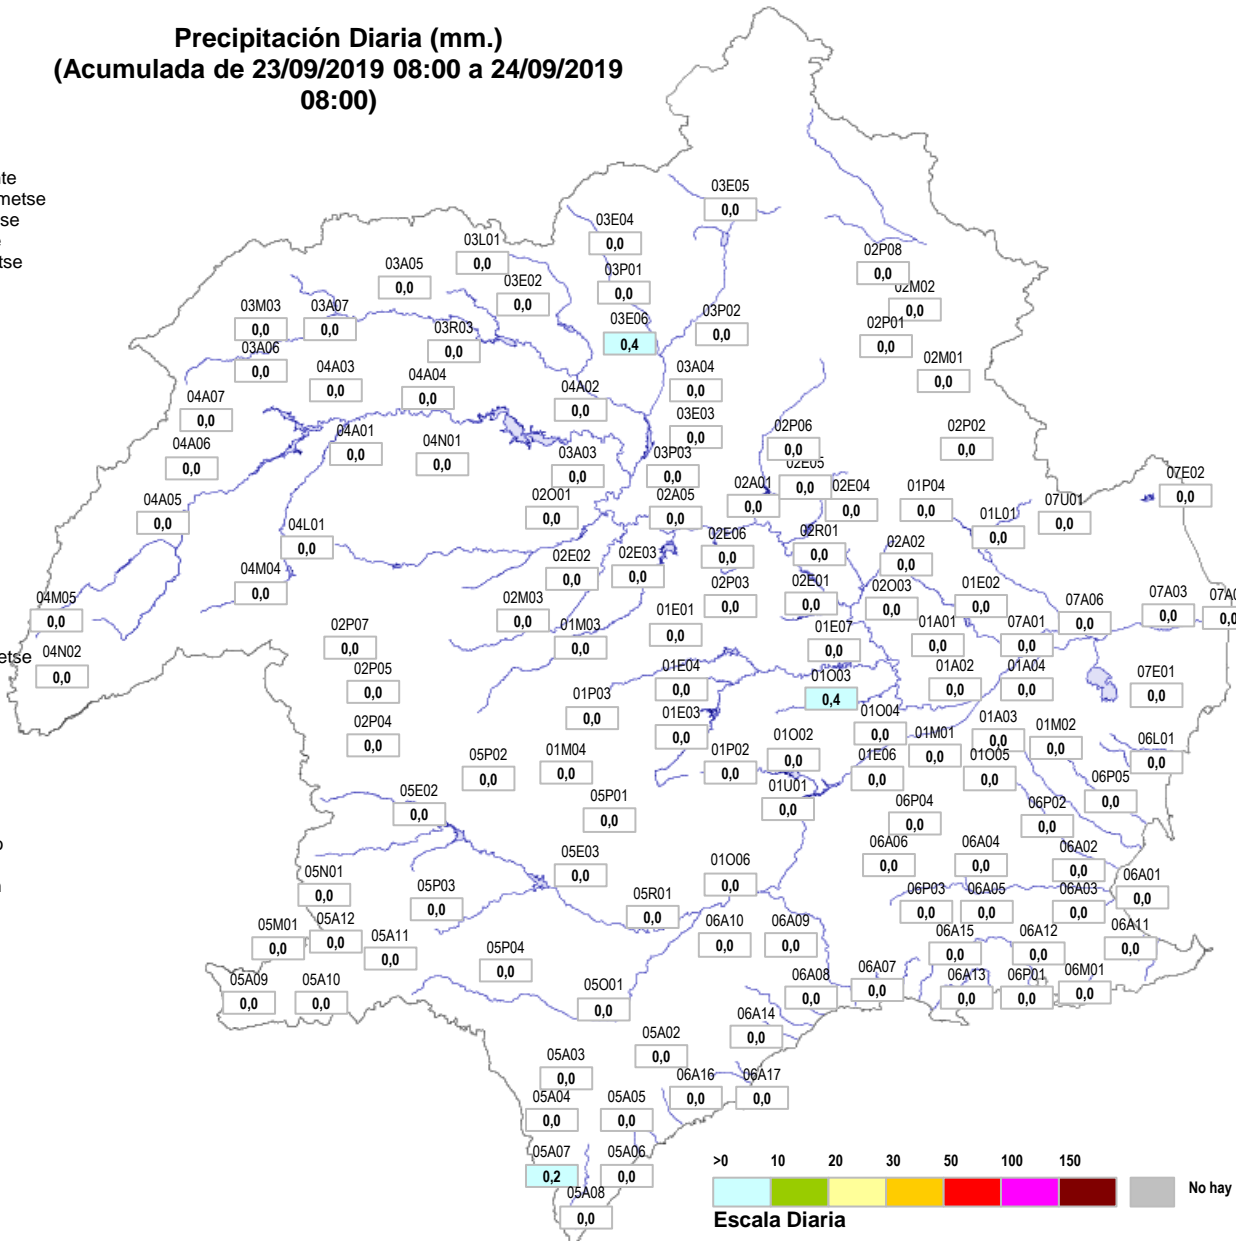 Precipitación Diaria (mm.)
(Acumulada de 23/09/2019 08:00 a 24/09/2019
08:00)
03E05
0,0
03E04
0,0
03L01
0,0
02P08
0,0
03A05
0,0
03P01
0,0
03E02
0,0
02M02
0,0
03M03
0,0
03A07
0,0
03E06
0,4
03P02
0,0
02P01
0,0
03R03
0,0
03A06
0,0
04A03
0,0
04A04
0,0
03A04
0,0
02M01
0,0
04A07
0,0
04A02
0,0
03E03
0,0
04A01
0,0
04N01
0,0
02P06
0,0
02P02
0,0
04A06
0,0
03A03
0,0
03P03
0,0
02E05
0,0
07E02
0,0
04A05
0,0
02O01
0,0
02A05
0,0
02A01
0,0
02E04
0,0
01P04
0,0
07U01
0,0
01L01
0,0
04L01
0,0
02E06
0,0
02R01
0,0
02A02
0,0
04M04
0,0
02E02
0,0
02E03
0,0
02P03
0,0
02E01
0,0
02O03
0,0
01E02
0,0
04M05
0,0
02M03
0,0
01E01
0,0
07A06
0,0
07A03
0,0
07A0
0,0
02P07
0,0
01M03
0,0
01E07
0,0
01A01
0,0
07A01
0,0
etse
04N02
0,0
02P05
0,0
01E04
0,0
01O03
0,4
01A02
0,0
01A04
0,0
07E01
0,0
01P03
0,0
02P04
0,0
01E03
0,0
01O04
0,0
01M01
0,0
01A03
0,0
01M02
0,0
06L01
0,0
05P02
0,0
01M04
0,0
01P02
0,0
01O02
0,0
01E06
0,0
01O05
0,0
05E02
0,0
05P01
0,0
01U01
0,0
06P04
0,0
06P02
0,0
06P05
0,0
05E03
0,0
01O06
0,0
06A06
0,0
06A04
0,0
06A02
0,0
05N01
0,0
05P03
0,0
05R01
0,0
06P03
0,0
06A05
0,0
06A03
0,0
06A01
0,0
05M01
0,0
05A12
0,0
05A11
0,0
05P04
0,0
06A10
0,0
06A09
0,0
06A15
0,0
06A12
0,0
06A11
0,0
05A09
0,0
05A10
0,0
05O01
0,0
06A08
0,0
06A07
0,0
06A13
0,0
06P01
0,0
06M01
0,0
05A02
0,0
06A14
0,0
05A03
0,0
06A16
0,0
06A17
0,0
05A04
0,0
05A05
0,0
05A07
0,2
05A06
0,0
05A08
0,0
>0 10 20 30 50 100 150
No hay
Escala Diaria